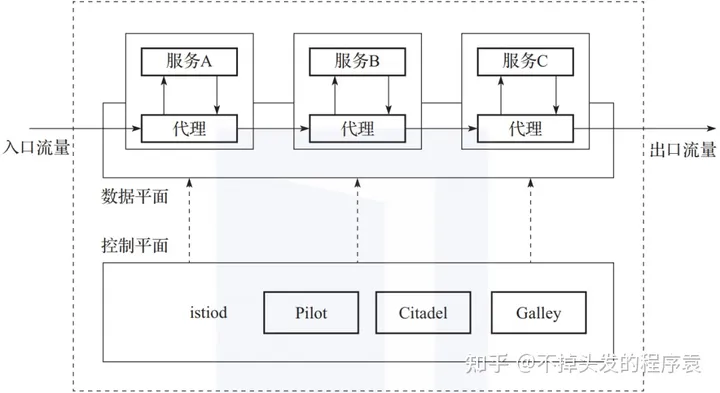 服务A
服务B
服务C
代理
代理
代理
入口流量
出口流量
数据平面
控制平面
istiod
Pilot
Citadel
Galley
知乎 @不掉头发的程序袁